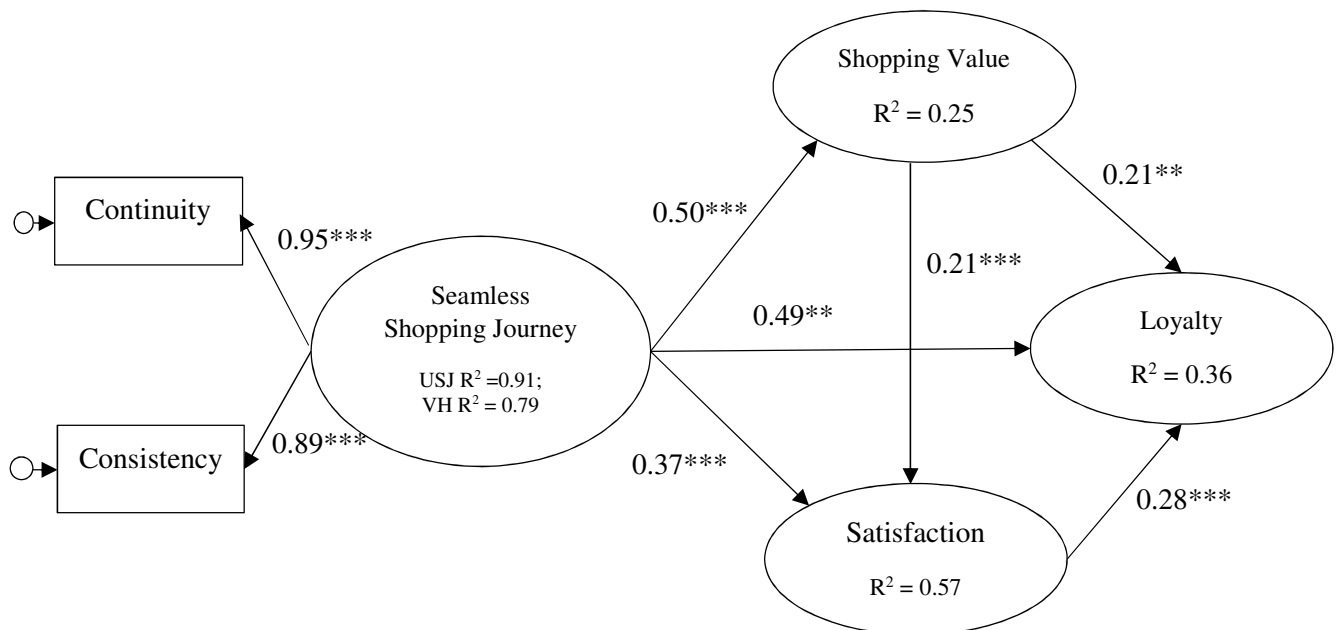 Shopping Value
R² = 0.25
0.21**
Continuity
0.50***
0.95***
0.21***
Seamless
Shopping Journey
0.49**
Loyalty
USJ R² =0.91;
VH R² = 0.79
R² = 0.36
0.89***
Consistency
0.37***
0.28***
Satisfaction
R² = 0.57